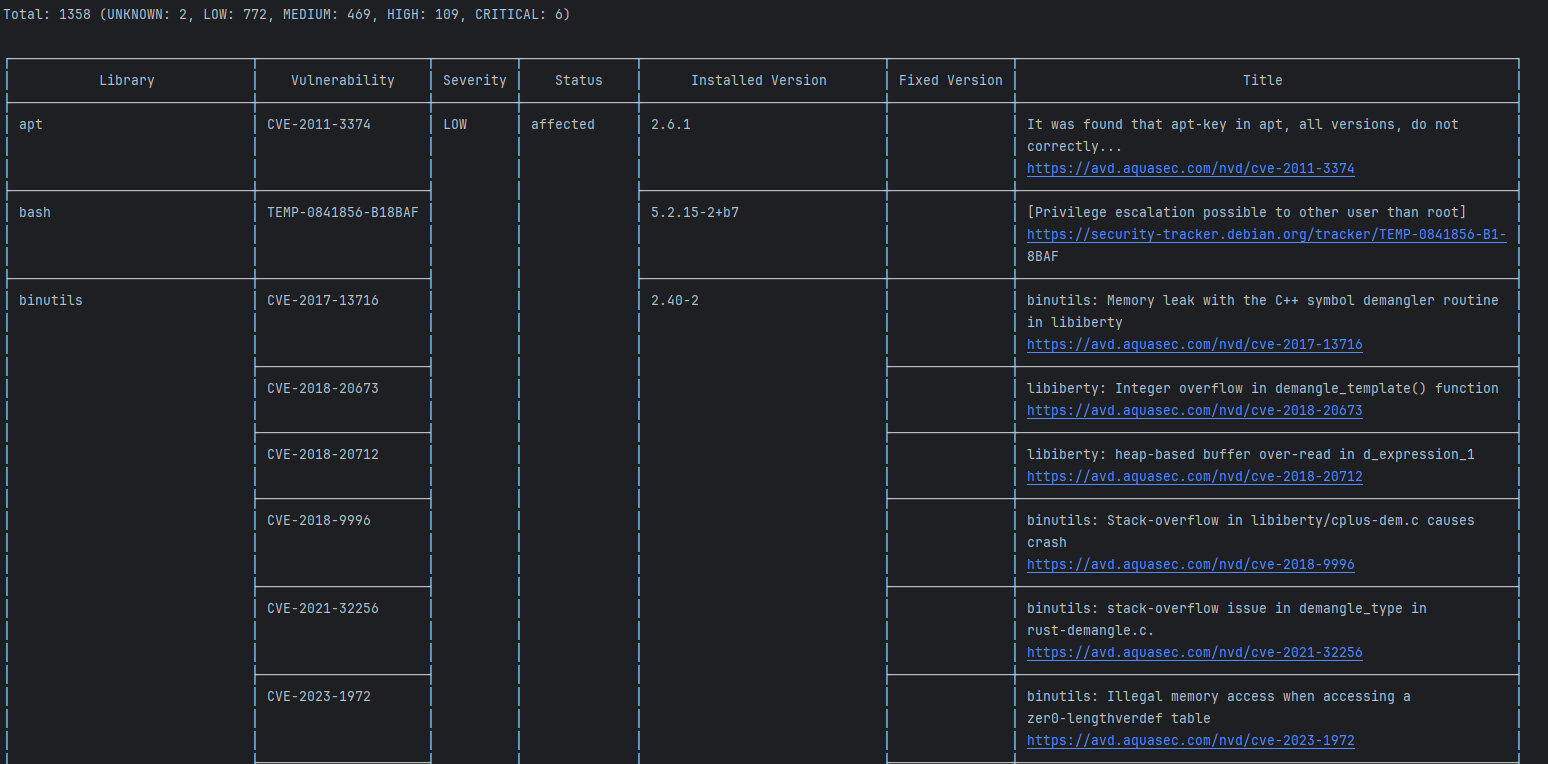 Total: 1358 (UNKNOWN: 2, LOW: 772, MEDIUM: 469, HIGH: 109, CRITICAL: 6)
Library Vulnerability Severity Status Installed Version Fixed Version Title
apt CVE-2011-3374 LOW affected 2.6.1 It was found that apt-key in apt, all versions, do not
correctly...
https://avd.aquasec.com/nvd/cve-2011-3374
bash TEMP-0841856-B18BAF 5.2.15-2+b7 [Privilege escalation possible to other user than root]
https://security-tracker.debian.org/tracker/TEMP-0841856-B1-
8BAF
binutils CVE-2017-13716 2.40-2 binutils: Memory leak with the C++ symbol demangler routine
in libiberty
https://avd.aquasec.com/nvd/cve-2017-13716
CVE-2018-20673 libiberty: Integer overflow in demangle_template() function
https://avd.aquasec.com/nvd/cve-2018-20673
CVE-2018-20712 libiberty: heap-based buffer over-read in d_expression_1
https://avd.aquasec.com/nvd/cve-2018-20712
CVE-2018-9996 binutils: Stack-overflow in libiberty/cplus-dem.c causes
crash
https://avd.aquasec.com/nvd/cve-2018-9996
CVE-2021-32256 binutils: stack-overflow issue in demangle_type in
rust-demangle.c.
https://avd.aquasec.com/nvd/cve-2021-32256
CVE-2023-1972 binutils: Illegal memory access when accessing a
zer0-lengthverdef table
https://avd.aquasec.com/nvd/cve-2023-1972